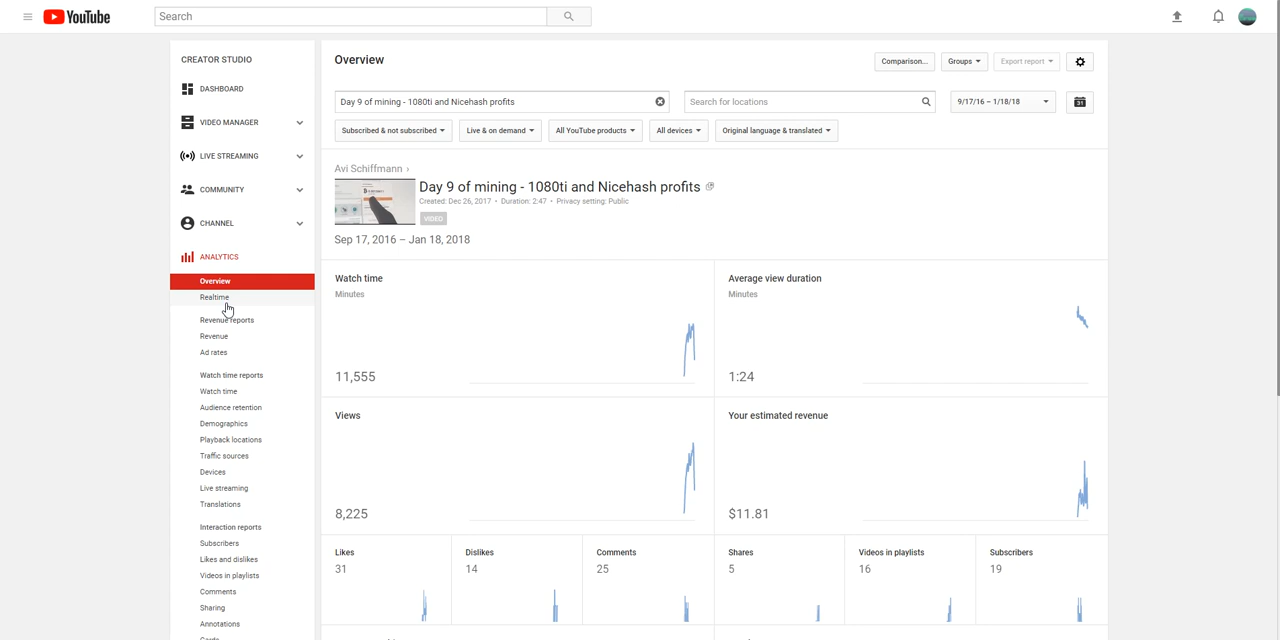 YouTube
Search
CREATOR STUDIO
DASHBOARD
VIDEO MANAGER
LIVE STREAMING
COMMUNITY
CHANNEL
ANALYTICS
Overview
Realtime
Revenue reports
Revenue
Ad rates
Watch time reports
Watch time
Audience retention
Demographics
Playback locations
Traffic sources
Devices
Live streaming
Translations
Interaction reports
Subscribers
Likes and dislikes
Videos in playlists
Comments
Sharing
Annotations
Cards
Overview
Comparison...
Groups
Export report
Day 9 of mining - 1080ti and Nicehash profits
Search for locations
9/17/16 – 1/18/18
31
Subscribed & not subscribed
Live & on demand
All YouTube products
All devices
Original language & translated
Avi Schiffmann ›
Day 9 of mining - 1080ti and Nicehash profits
Created: Dec 26, 2017 • Duration: 2:47 • Privacy setting: Public
VIDEO
Sep 17, 2016 – Jan 18, 2018
Watch time
Minutes
11,555
Average view duration
Minutes
1:24
Views
8,225
Your estimated revenue
$11.81
Likes
31
Dislikes
14
Comments
25
Shares
5
Videos in playlists
16
Subscribers
19